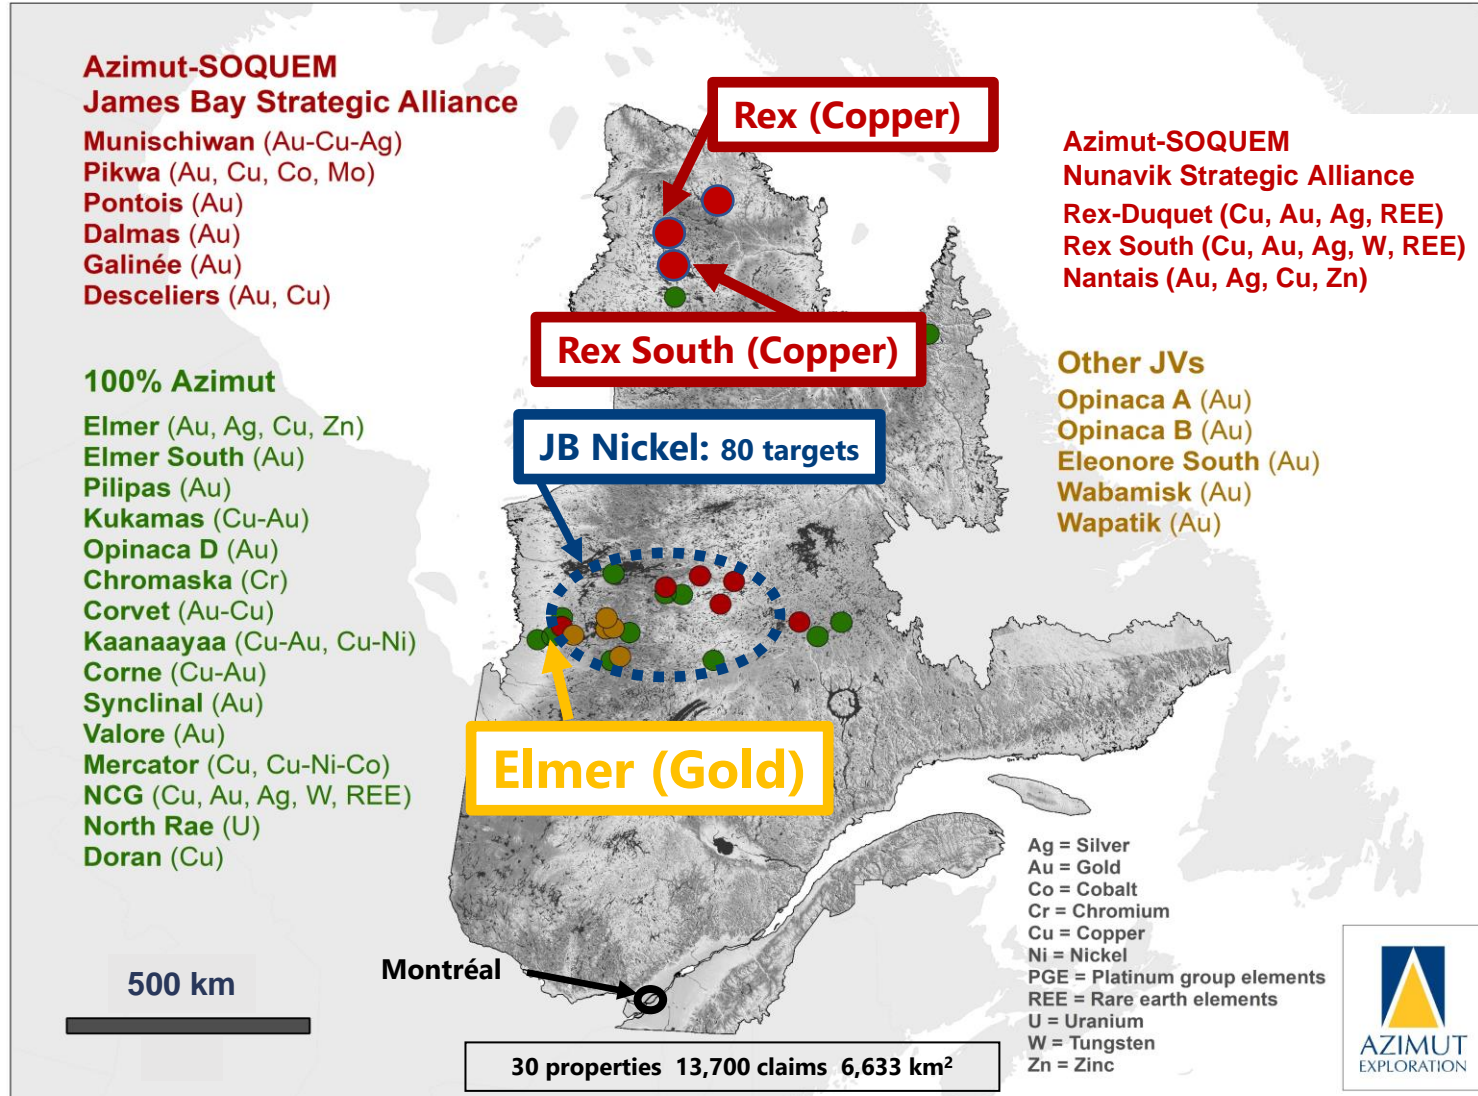 Azimut-SOQUEM
James Bay Strategic Alliance
Munischiwan (Au-Cu-Ag)
Pikwa (Au, Cu, Co, Mo)
Pontois (Au)
Dalmas (Au)
Galinée (Au)
Desceliers (Au, Cu)
100% Azimut
Elmer (Au, Ag, Cu, Zn)
Elmer South (Au)
Pilipas (Au)
Kukamas (Cu-Au)
Opinaca D (Au)
Chromaska (Cr)
Corvet (Au-Cu)
Kaanaayaa (Cu-Au, Cu-Ni)
Corne (Cu-Au)
Synclinal (Au)
Valore (Au)
Mercator (Cu, Cu-Ni-Co)
NCG (Cu, Au, Ag, W, REE)
North Rae (U)
Doran (Cu)
500 km
Rex (Copper)
Rex South (Copper)
JB Nickel: 80 targets
Elmer (Gold)
Montréal
30 properties 13,700 claims 6,633 km²
Azimut-SOQUEM
Nunavik Strategic Alliance
Rex-Duquet (Cu, Au, Ag, REE)
Rex South (Cu, Au, Ag, W, REE)
Nantais (Au, Ag, Cu, Zn)
Other JVs
Opinaca A (Au)
Opinaca B (Au)
Eleonore South (Au)
Wabamisk (Au)
Wapatik (Au)
Ag = Silver
Au = Gold
Co = Cobalt
Cr = Chromium
Cu = Copper
Ni = Nickel
PGE = Platinum group elements
REE = Rare earth elements
U = Uranium
W = Tungsten
Zn = Zinc
AZIMUT
EXPLORATION